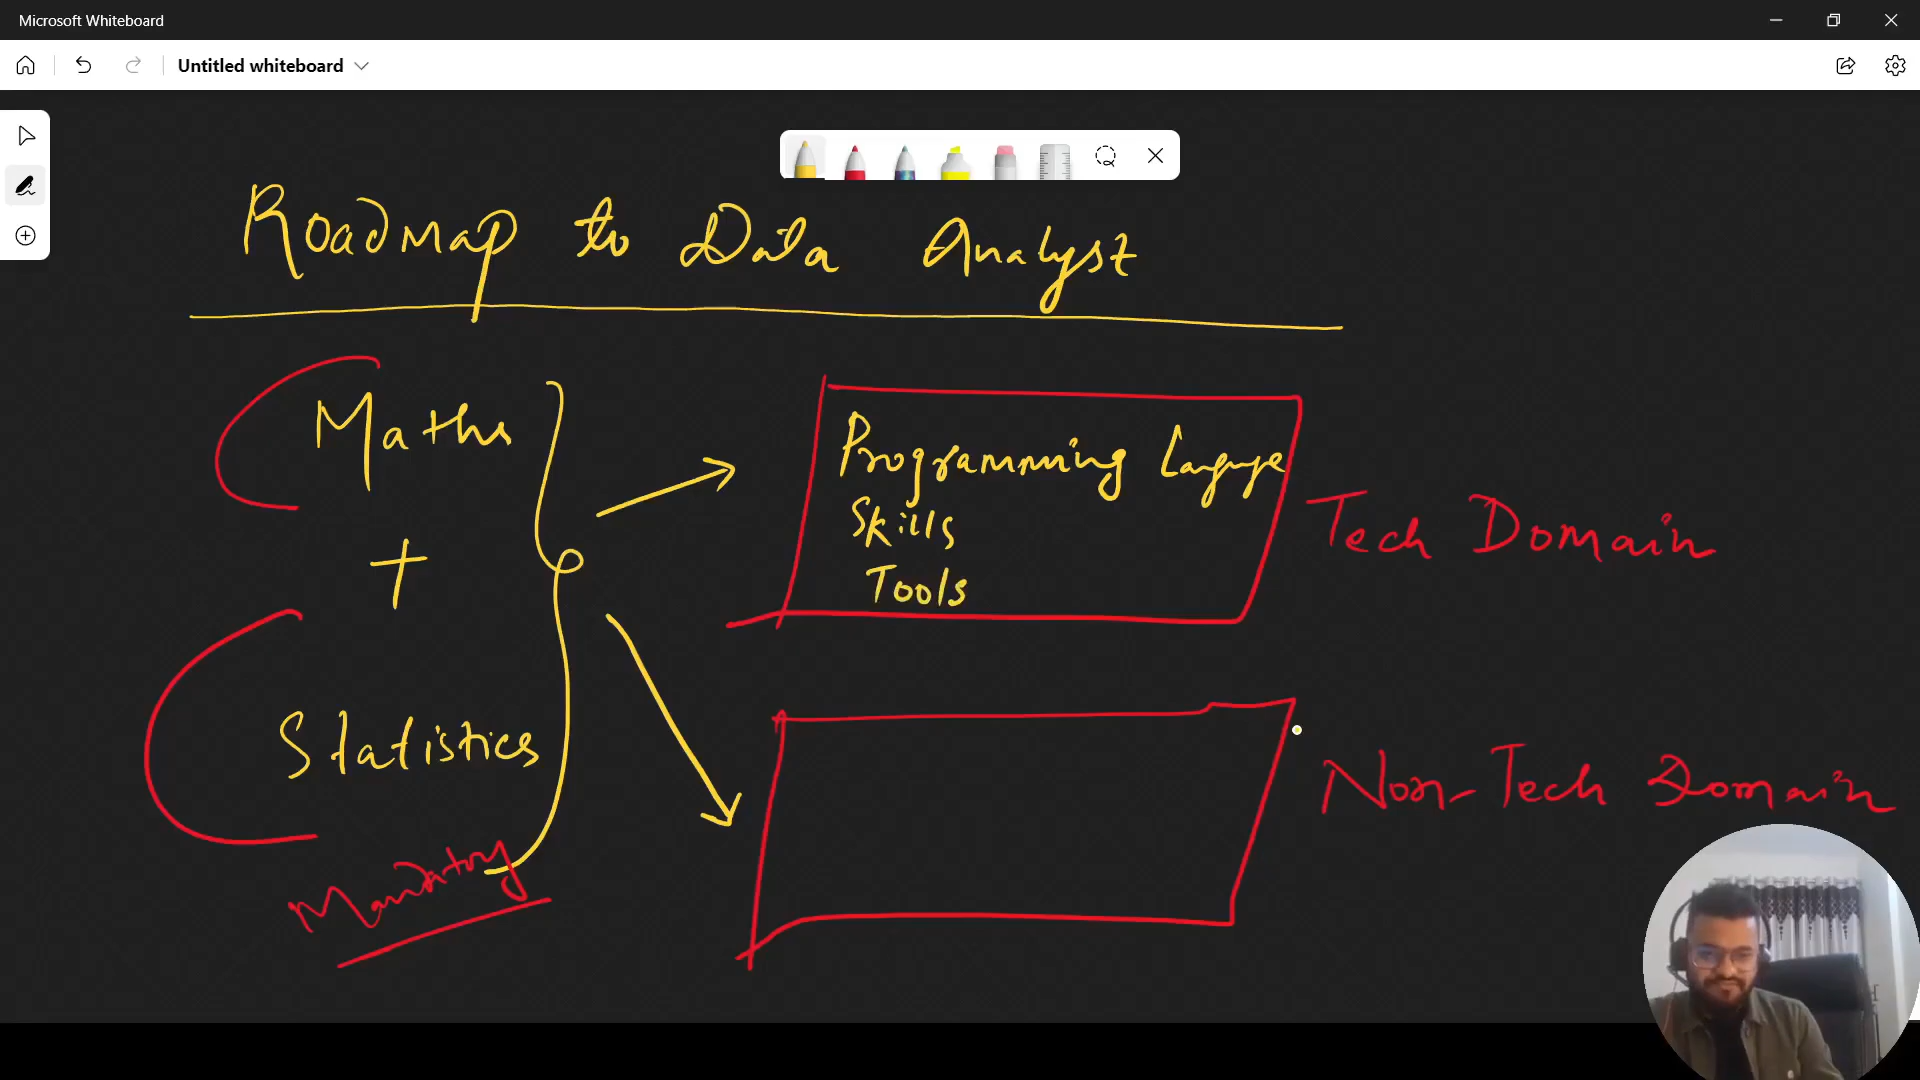 Microsoft Whiteboard
Untitled whiteboard
Roadmap to Data Analyst
Maths
+
Statistics
Mandatory
Programming Language
Skills
Tools
Tech Domain
Non-Tech Domain